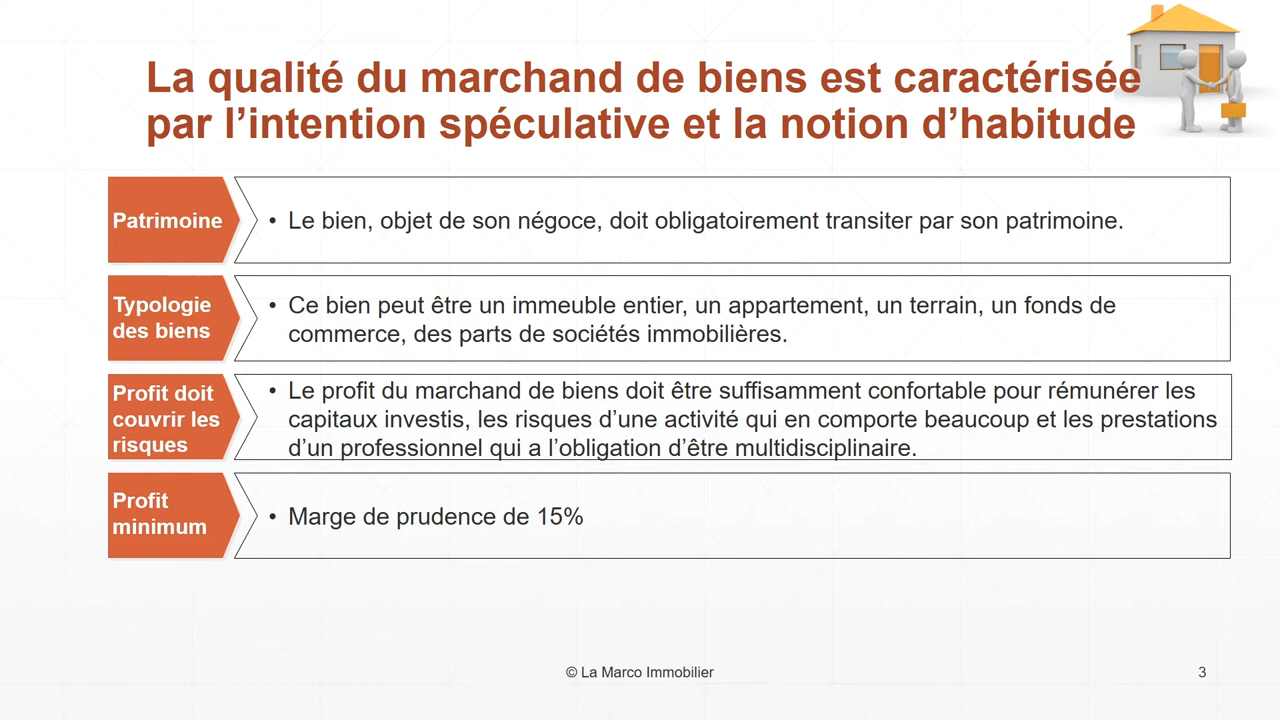 La qualité du marchand de biens est caractérisée
par l’intention spéculative et la notion d’habitude
Patrimoine
• Le bien, objet de son négoce, doit obligatoirement transiter par son patrimoine.
Typologie
des biens
• Ce bien peut être un immeuble entier, un appartement, un terrain, un fonds de
commerce, des parts de sociétés immobilières.
Profit doit
couvrir les
risques
• Le profit du marchand de biens doit être suffisamment confortable pour rémunérer les
capitaux investis, les risques d’une activité qui en comporte beaucoup et les prestations
d’un professionnel qui a l’obligation d’être multidisciplinaire.
Profit
minimum
• Marge de prudence de 15%
© La Marco Immobilier
3